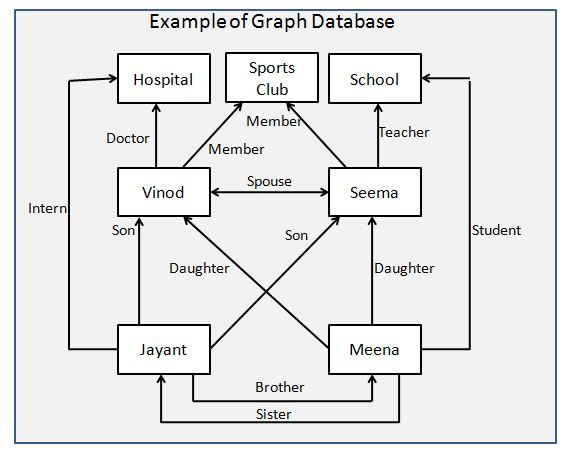 Example of Graph Database
Hospital
Sports
Club
School
Doctor
Member
Member
Teacher
Vinod
Spouse
Seema
Intern
Son
Son
Student
Daughter
Daughter
Jayant
Meena
Brother
Sister